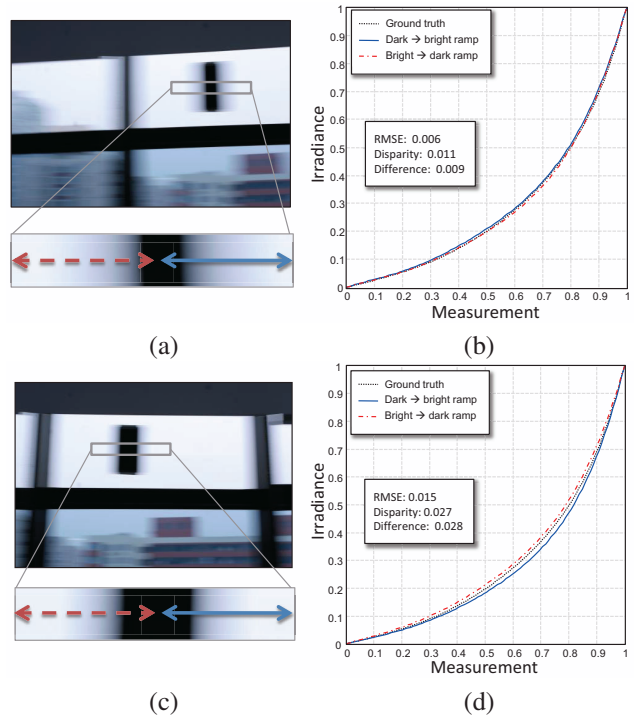 Ground truth
Dark → bright ramp
Bright → dark ramp
RMSE: 0.006
Disparity: 0.011
Difference: 0.009
Irradiance
1
0.9
0.8
0.7
0.6
0.5
0.4
0.3
0.2
0.1
0
0 0.1 0.2 0.3 0.4 0.5 0.6 0.7 0.8 0.9 1
Measurement
(a)
(b)
Ground truth
Dark → bright ramp
Bright → dark ramp
RMSE: 0.015
Disparity: 0.027
Difference: 0.028
Irradiance
1
0.9
0.8
0.7
0.6
0.5
0.4
0.3
0.2
0.1
0
0 0.1 0.2 0.3 0.4 0.5 0.6 0.7 0.8 0.9 1
Measurement
(c)
(d)